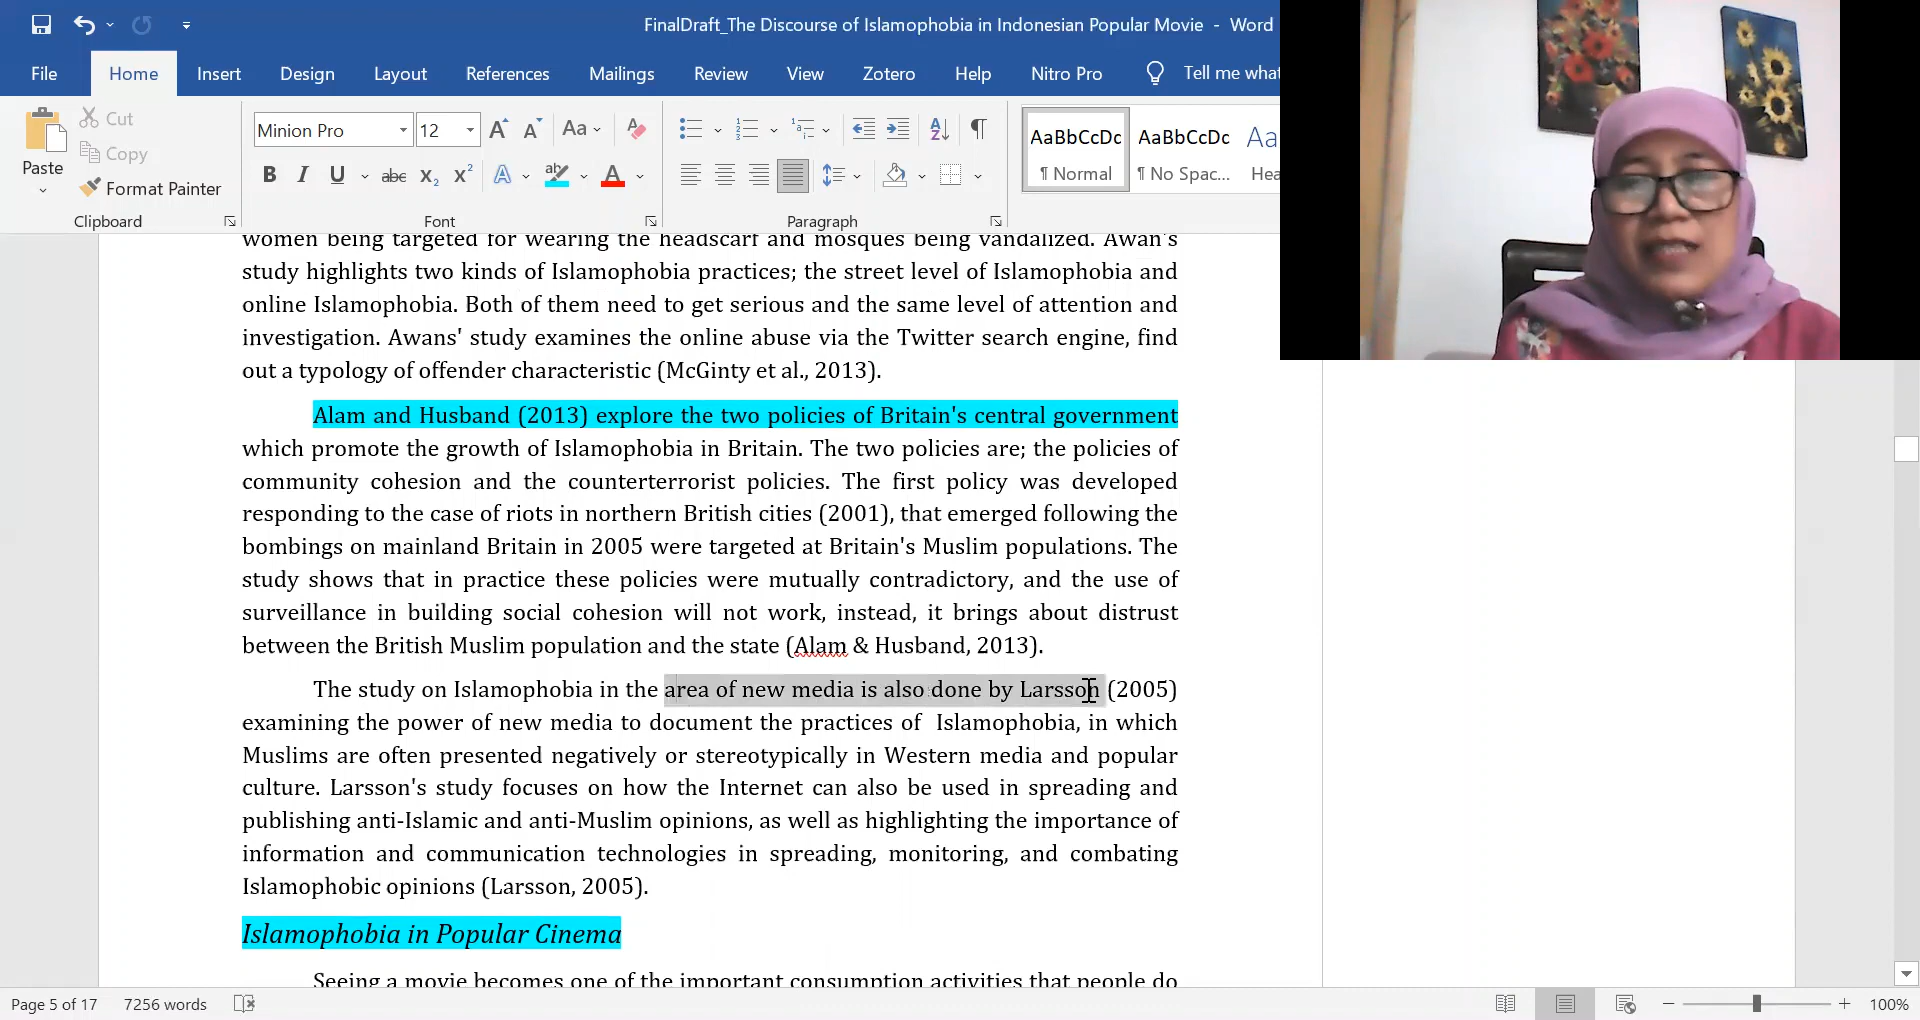 FinalDraft_The Discourse of Islamophobia in Indonesian Popular Movie - Word
File Home Insert Design Layout References Mailings Review View Zotero Help Nitro Pro Tell me what
Paste
Cut
Copy
Format Painter
Clipboard
Minion Pro 12 Aa
B I U abc x2 x2 A ab A
Font
Paragraph
AaBbCcDc AaBbCcDc Aa
¶ Normal ¶ No Spac... Hea
women being targeted for wearing the headscarf and mosques being vandalized. Awan's
study highlights two kinds of Islamophobia practices; the street level of Islamophobia and
online Islamophobia. Both of them need to get serious and the same level of attention and
investigation. Awans' study examines the online abuse via the Twitter search engine, find
out a typology of offender characteristic (McGinty et al., 2013).
Alam and Husband (2013) explore the two policies of Britain's central government
which promote the growth of Islamophobia in Britain. The two policies are; the policies of
community cohesion and the counterterrorist policies. The first policy was developed
responding to the case of riots in northern British cities (2001), that emerged following the
bombings on mainland Britain in 2005 were targeted at Britain's Muslim populations. The
study shows that in practice these policies were mutually contradictory, and the use of
surveillance in building social cohesion will not work, instead, it brings about distrust
between the British Muslim population and the state (Alam & Husband, 2013).
The study on Islamophobia in the area of new media is also done by Larsson (2005)
examining the power of new media to document the practices of Islamophobia, in which
Muslims are often presented negatively or stereotypically in Western media and popular
culture. Larsson's study focuses on how the Internet can also be used in spreading and
publishing anti-Islamic and anti-Muslim opinions, as well as highlighting the importance of
information and communication technologies in spreading, monitoring, and combating
Islamophobic opinions (Larsson, 2005).
Islamophobia in Popular Cinema
Seeing a movie becomes one of the important consumption activities that people do
Page 5 of 17 7256 words 100%